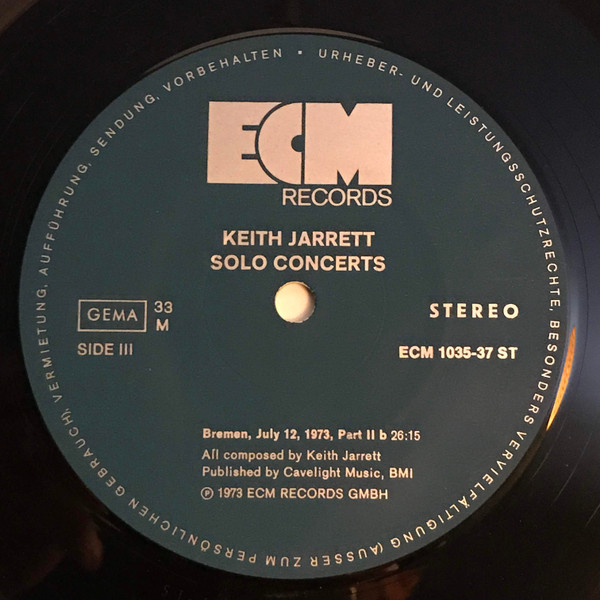 URHEBER- UND LEISTUNGSSCHUTZRECHTE, BESONDERS VERVIELFÄLTIGUNG (AUSSER ZUM PERSÖNLICHEN GEBRAUCH), VERMIETUNG, AUFFÜHRUNG, SENDUNG, VORBEHALTEN •
ECM
RECORDS
KEITH JARRETT
SOLO CONCERTS
GEMA 33 M
STEREO
SIDE III
ECM 1035-37 ST
Bremen, July 12, 1973, Part II b 26:15
All composed by Keith Jarrett
Published by Cavelight Music, BMI
Ⓟ 1973 ECM RECORDS GMBH